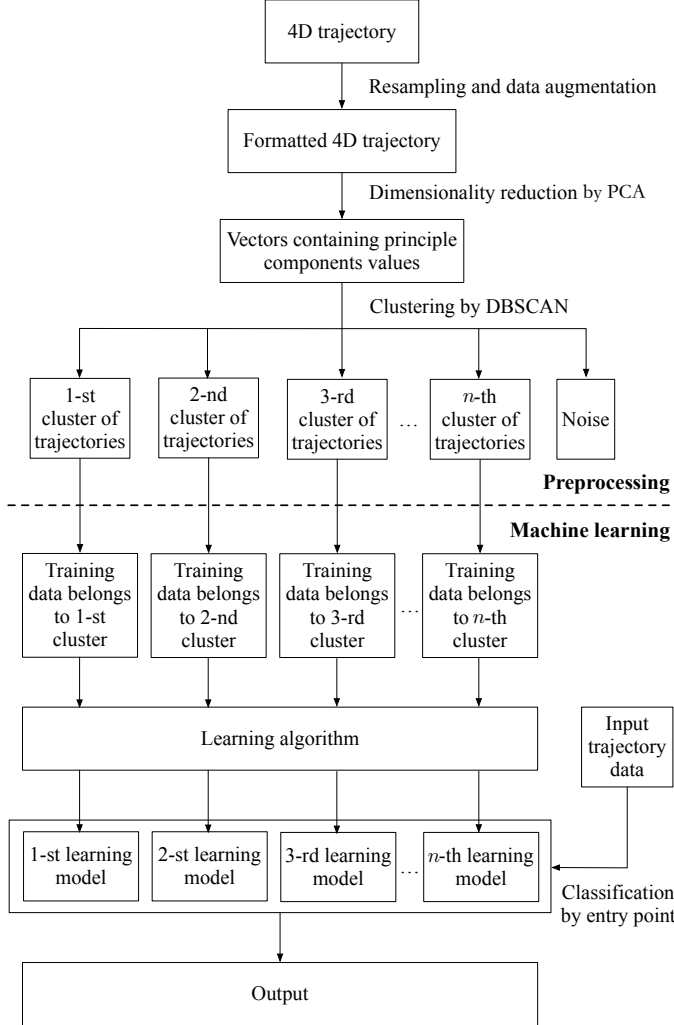 4D trajectory
Resampling and data augmentation
Formatted 4D trajectory
Dimensionality reduction by PCA
Vectors containing principle
components values
Clustering by DBSCAN
1-st
cluster of
trajectories
2-nd
cluster of
trajectories
3-rd
cluster of
trajectories
...
n-th
cluster of
trajectories
Noise
Preprocessing
Machine learning
Training
data belongs
to 1-st
cluster
Training
data belongs
to 2-nd
cluster
Training
data belongs
to 3-rd
cluster
...
Training
data belongs
to n-th
cluster
Learning algorithm
Input
trajectory
data
1-st learning
model
2-st learning
model
3-rd learning
model
...
n-th learning
model
Classification
by entry point
Output